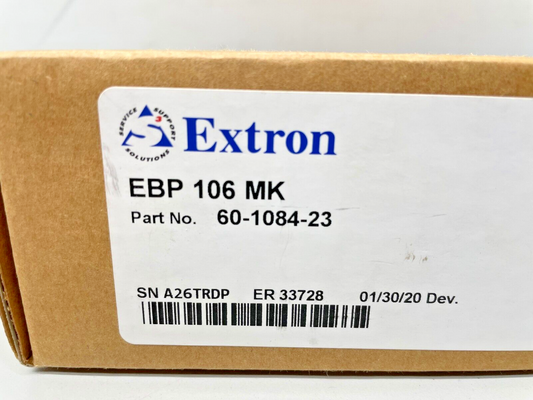 SERVICE SUPPORT SOLUTIONS
S3
Extron
EBP 106 MK
Part No. 60-1084-23
SN A26TRDP ER 33728 01/30/20 Dev.